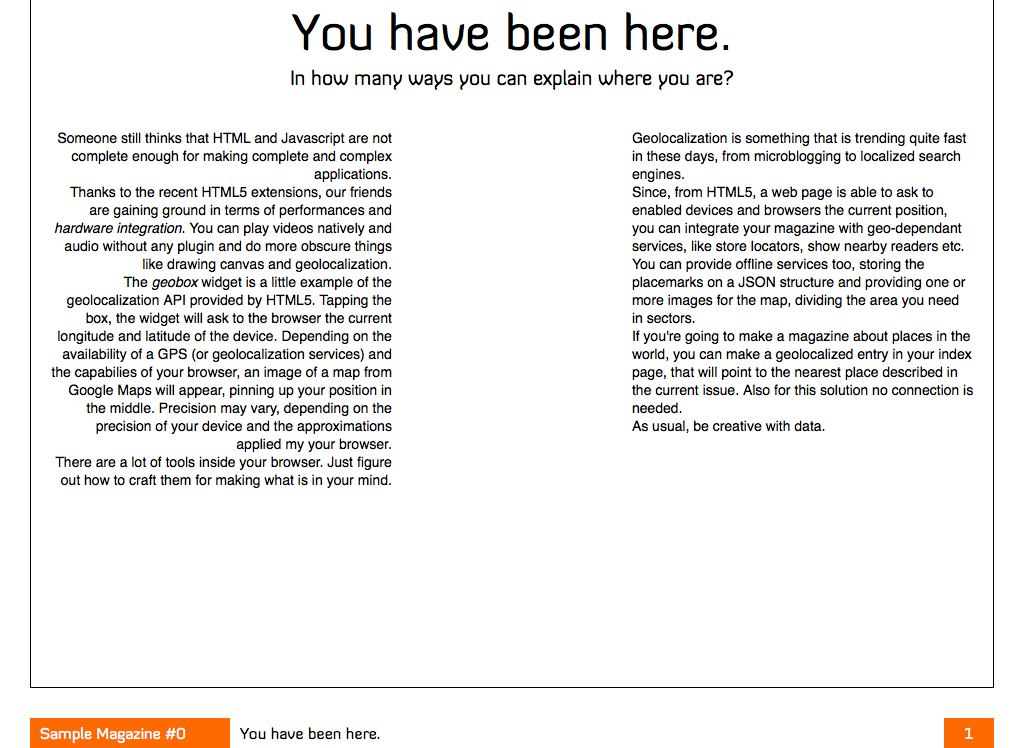 You have been here.
In how many ways you can explain where you are?
Someone still thinks that HTML and Javascript are not
complete enough for making complete and complex
applications.
Thanks to the recent HTML5 extensions, our friends
are gaining ground in terms of performances and
hardware integration. You can play videos natively and
audio without any plugin and do more obscure things
like drawing canvas and geolocalization.
The geobox widget is a little example of the
geolocalization API provided by HTML5. Tapping the
box, the widget will ask to the browser the current
longitude and latitude of the device. Depending on the
availability of a GPS (or geolocalization services) and
the capabilies of your browser, an image of a map from
Google Maps will appear, pinning up your position in
the middle. Precision may vary, depending on the
precision of your device and the approximations
applied my your browser.
There are a lot of tools inside your browser. Just figure
out how to craft them for making what is in your mind.
Geolocalization is something that is trending quite fast
in these days, from microblogging to localized search
engines.
Since, from HTML5, a web page is able to ask to
enabled devices and browsers the current position,
you can integrate your magazine with geo-dependant
services, like store locators, show nearby readers etc.
You can provide offline services too, storing the
placemarks on a JSON structure and providing one or
more images for the map, dividing the area you need
in sectors.
If you're going to make a magazine about places in the
world, you can make a geolocalized entry in your index
page, that will point to the nearest place described in
the current issue. Also for this solution no connection is
needed.
As usual, be creative with data.
Sample Magazine #0
You have been here.
1